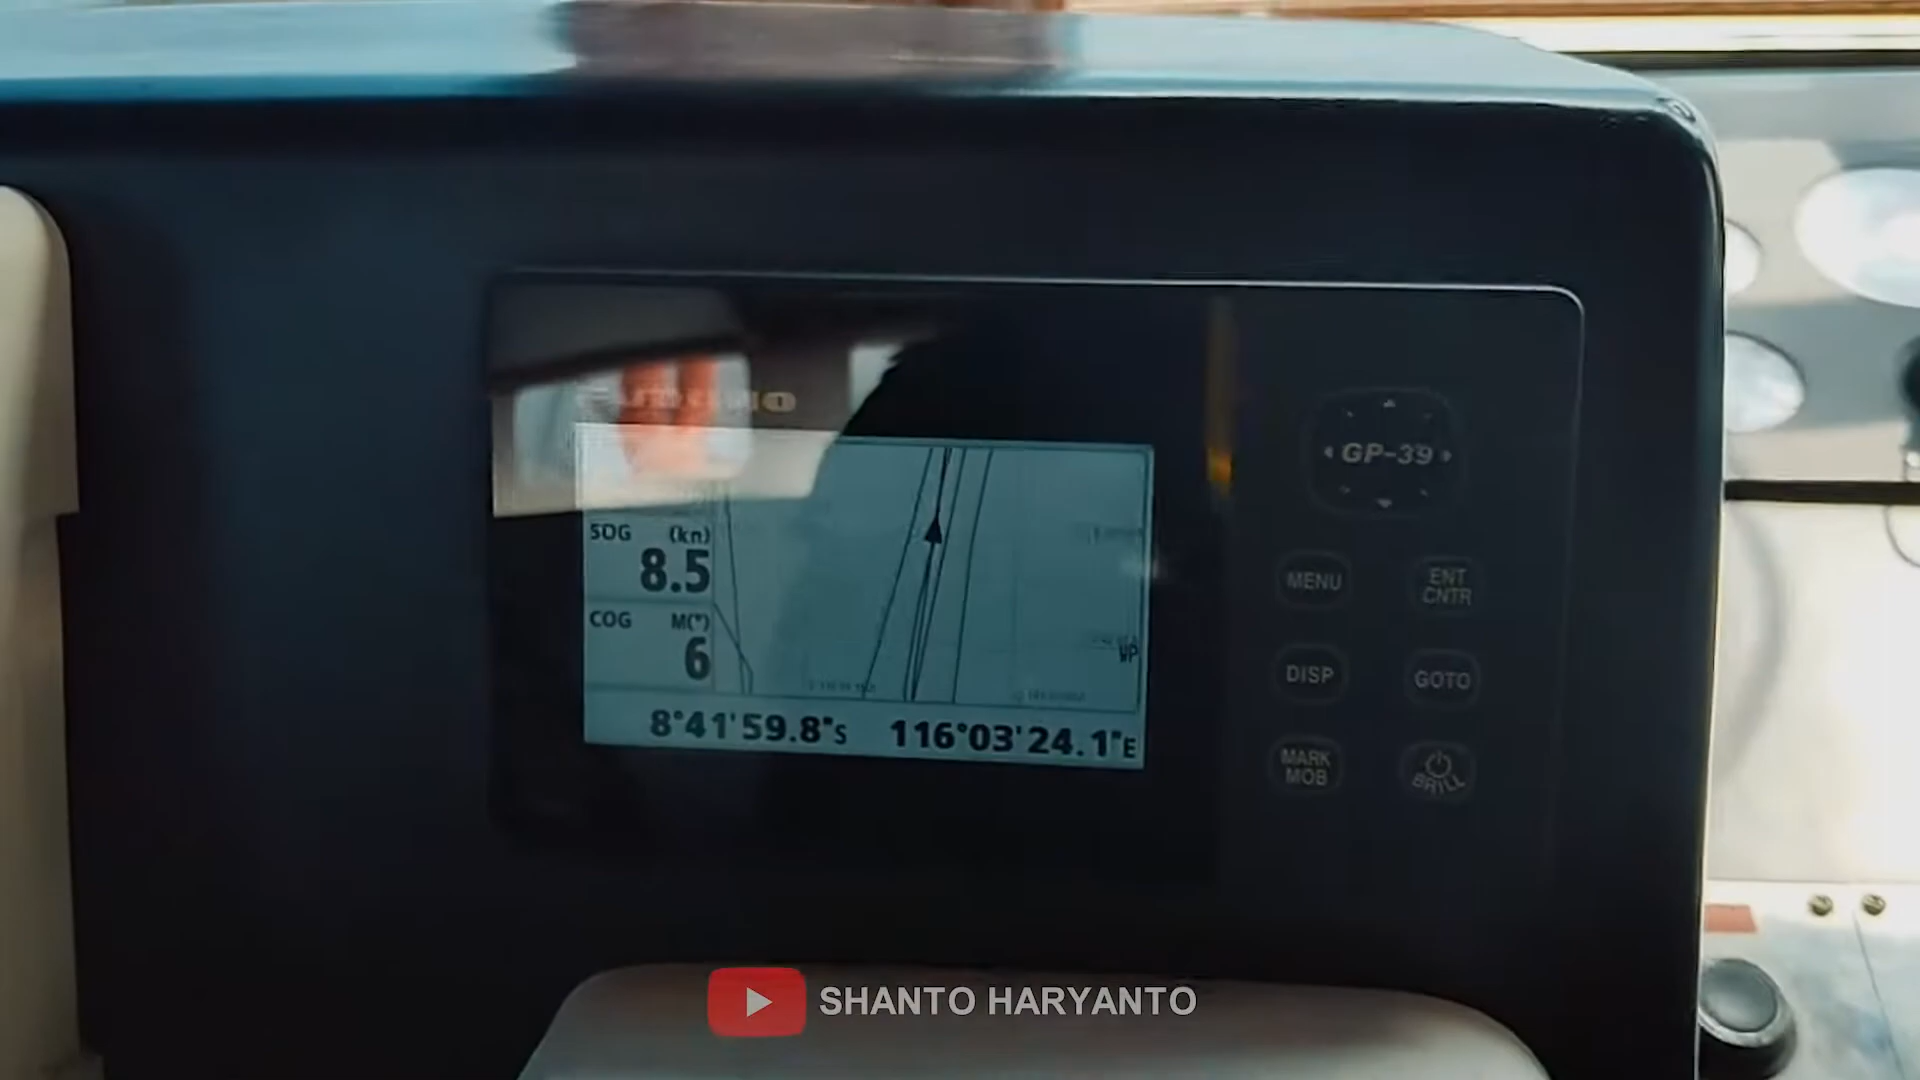 GP-39
SOG (kn)
8.5
COG M(°)
6
WP
8°41'59.8"S 116°03'24.1"E
MENU
ENT
CNTR
DISP
GOTO
MARK
MOB
BRILL
SHANTO HARYANTO